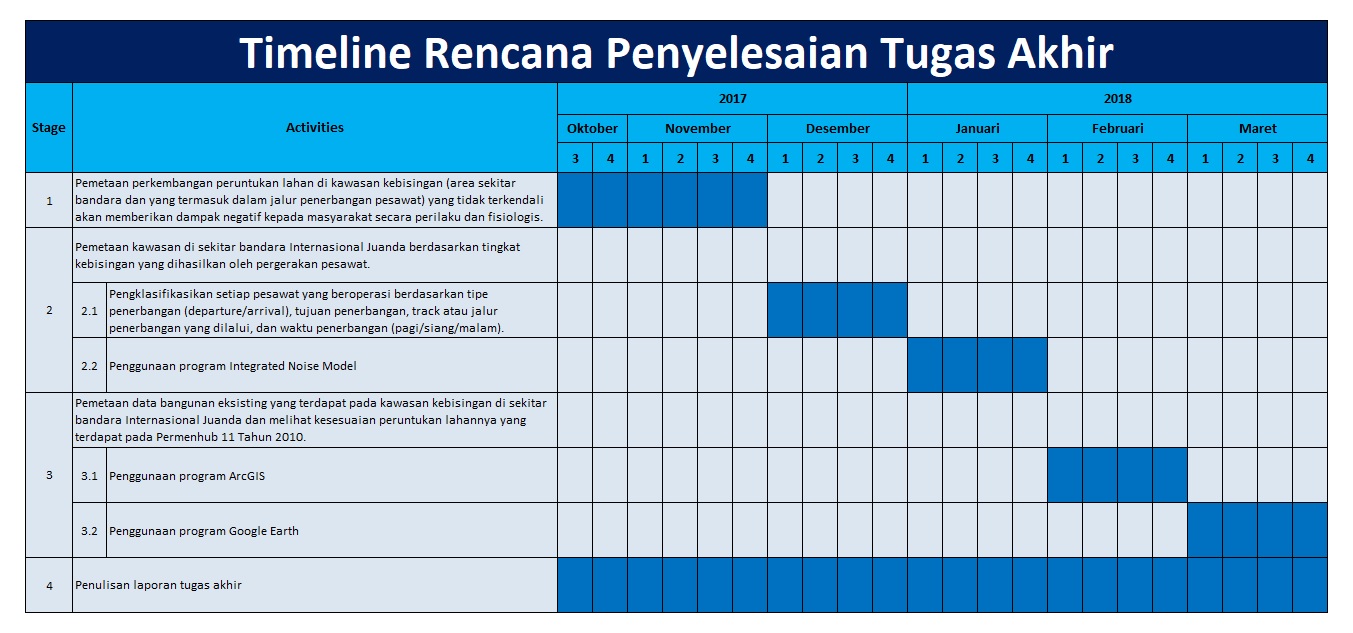 Timeline Rencana Penyelesaian Tugas Akhir
Stage
Activities
2017
2018
Oktober
November
Desember
Januari
Februari
Maret
3 4 1 2 3 4 1 2 3 4 1 2 3 4 1 2 3 4 1 2 3 4
1
Pemetaan perkembangan peruntukan lahan di kawasan kebisingan (area sekitar
bandara dan yang termasuk dalam jalur penerbangan pesawat) yang tidak terkendali
akan memberikan dampak negatif kepada masyarakat secara perilaku dan fisiologis.
2
Pemetaan kawasan di sekitar bandara Internasional Juanda berdasarkan tingkat
kebisingan yang dihasilkan oleh pergerakan pesawat.
2.1
Pengklasifikasikan setiap pesawat yang beroperasi berdasarkan tipe
penerbangan (departure/arrival), tujuan penerbangan, track atau jalur
penerbangan yang dilalui, dan waktu penerbangan (pagi/siang/malam).
2.2
Penggunaan program Integrated Noise Model
3
Pemetaan data bangunan eksisting yang terdapat pada kawasan kebisingan di sekitar
bandara Internasional Juanda dan melihat kesesuaian peruntukan lahannya yang
terdapat pada Permenhub 11 Tahun 2010.
3.1
Penggunaan program ArcGIS
3.2
Penggunaan program Google Earth
4
Penulisan laporan tugas akhir